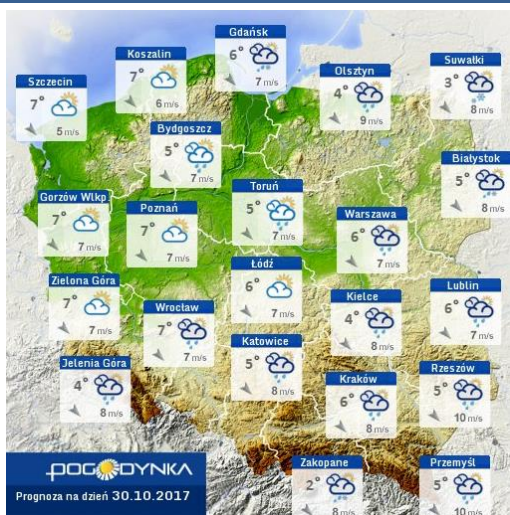 Gdańsk
6°
7 m/s
Koszalin
7°
6 m/s
Suwałki
3°
8 m/s
Olsztyn
4°
9 m/s
Szczecin
7°
5 m/s
Bydgoszcz
5°
7 m/s
Białystok
5°
8 m/s
Toruń
5°
7 m/s
Gorzów Wlkp
7°
7 m/s
Poznań
7°
7 m/s
Warszawa
6°
7 m/s
Łódź
6°
7 m/s
Zielona Góra
7°
7 m/s
Lublin
6°
7 m/s
Kielce
4°
8 m/s
Wrocław
7°
7 m/s
Katowice
5°
8 m/s
Jelenia Góra
4°
8 m/s
Rzeszów
5°
10 m/s
Kraków
6°
8 m/s
Zakopane
2°
8 m/s
Przemyśl
5°
10 m/s
POGODYNKA
Prognoza na dzień 30.10.2017